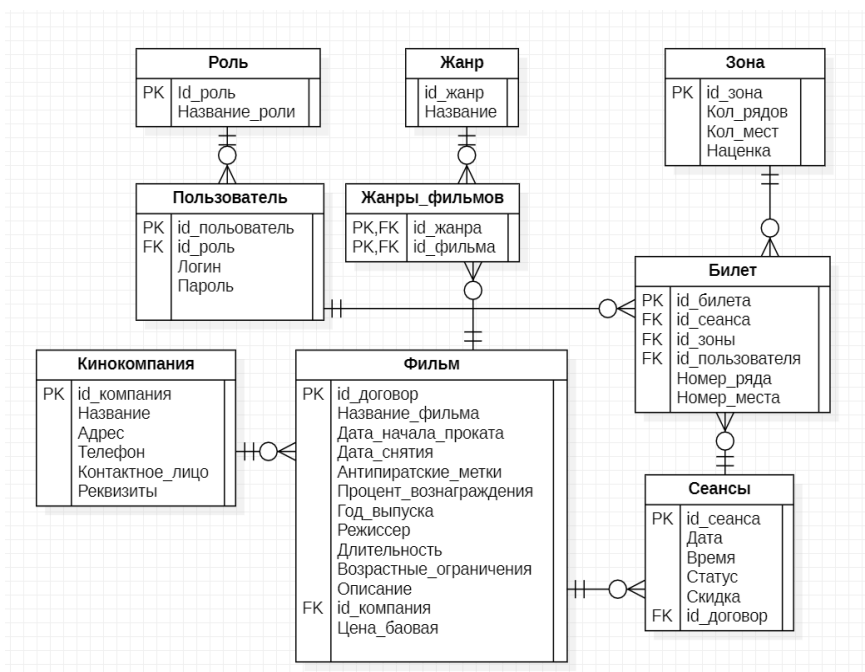 Роль
PK Id_роль
Название_роли
Жанр
id_жанр
Название
Зона
PK id_зона
Кол_рядов
Кол_мест
Наценка
Пользователь
PK id_польователь
FK id_роль
Логин
Пароль
Жанры_фильмов
PK,FK id_жанра
PK,FK id_фильма
Билет
PK id_билета
FK id_сеанса
FK id_зоны
FK id_пользователя
Номер_ряда
Номер_места
Кинокомпания
PK id_компания
Название
Адрес
Телефон
Контактное_лицо
Реквизиты
Фильм
PK id_договор
Название_фильма
Дата_начала_проката
Дата_снятия
Антипиратские_метки
Процент_вознаграждения
Год_выпуска
Режиссер
Длительность
Возрастные_ограничения
Описание
FK id_компания
Цена_баовая
Сеансы
PK id_сеанса
Дата
Время
Статус
Скидка
FK id_договор